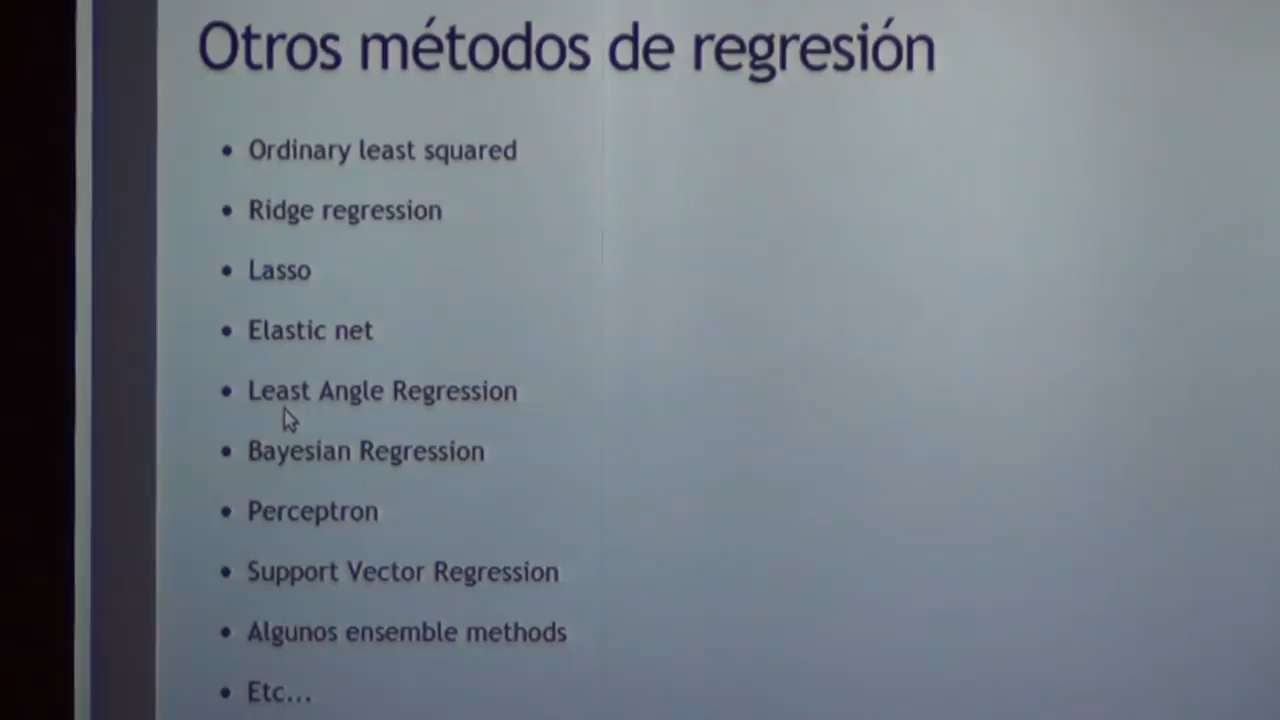 Otros métodos de regresión
• Ordinary least squared
• Ridge regression
• Lasso
• Elastic net
• Least Angle Regression
• Bayesian Regression
• Perceptron
• Support Vector Regression
• Algunos ensemble methods
• Etc...